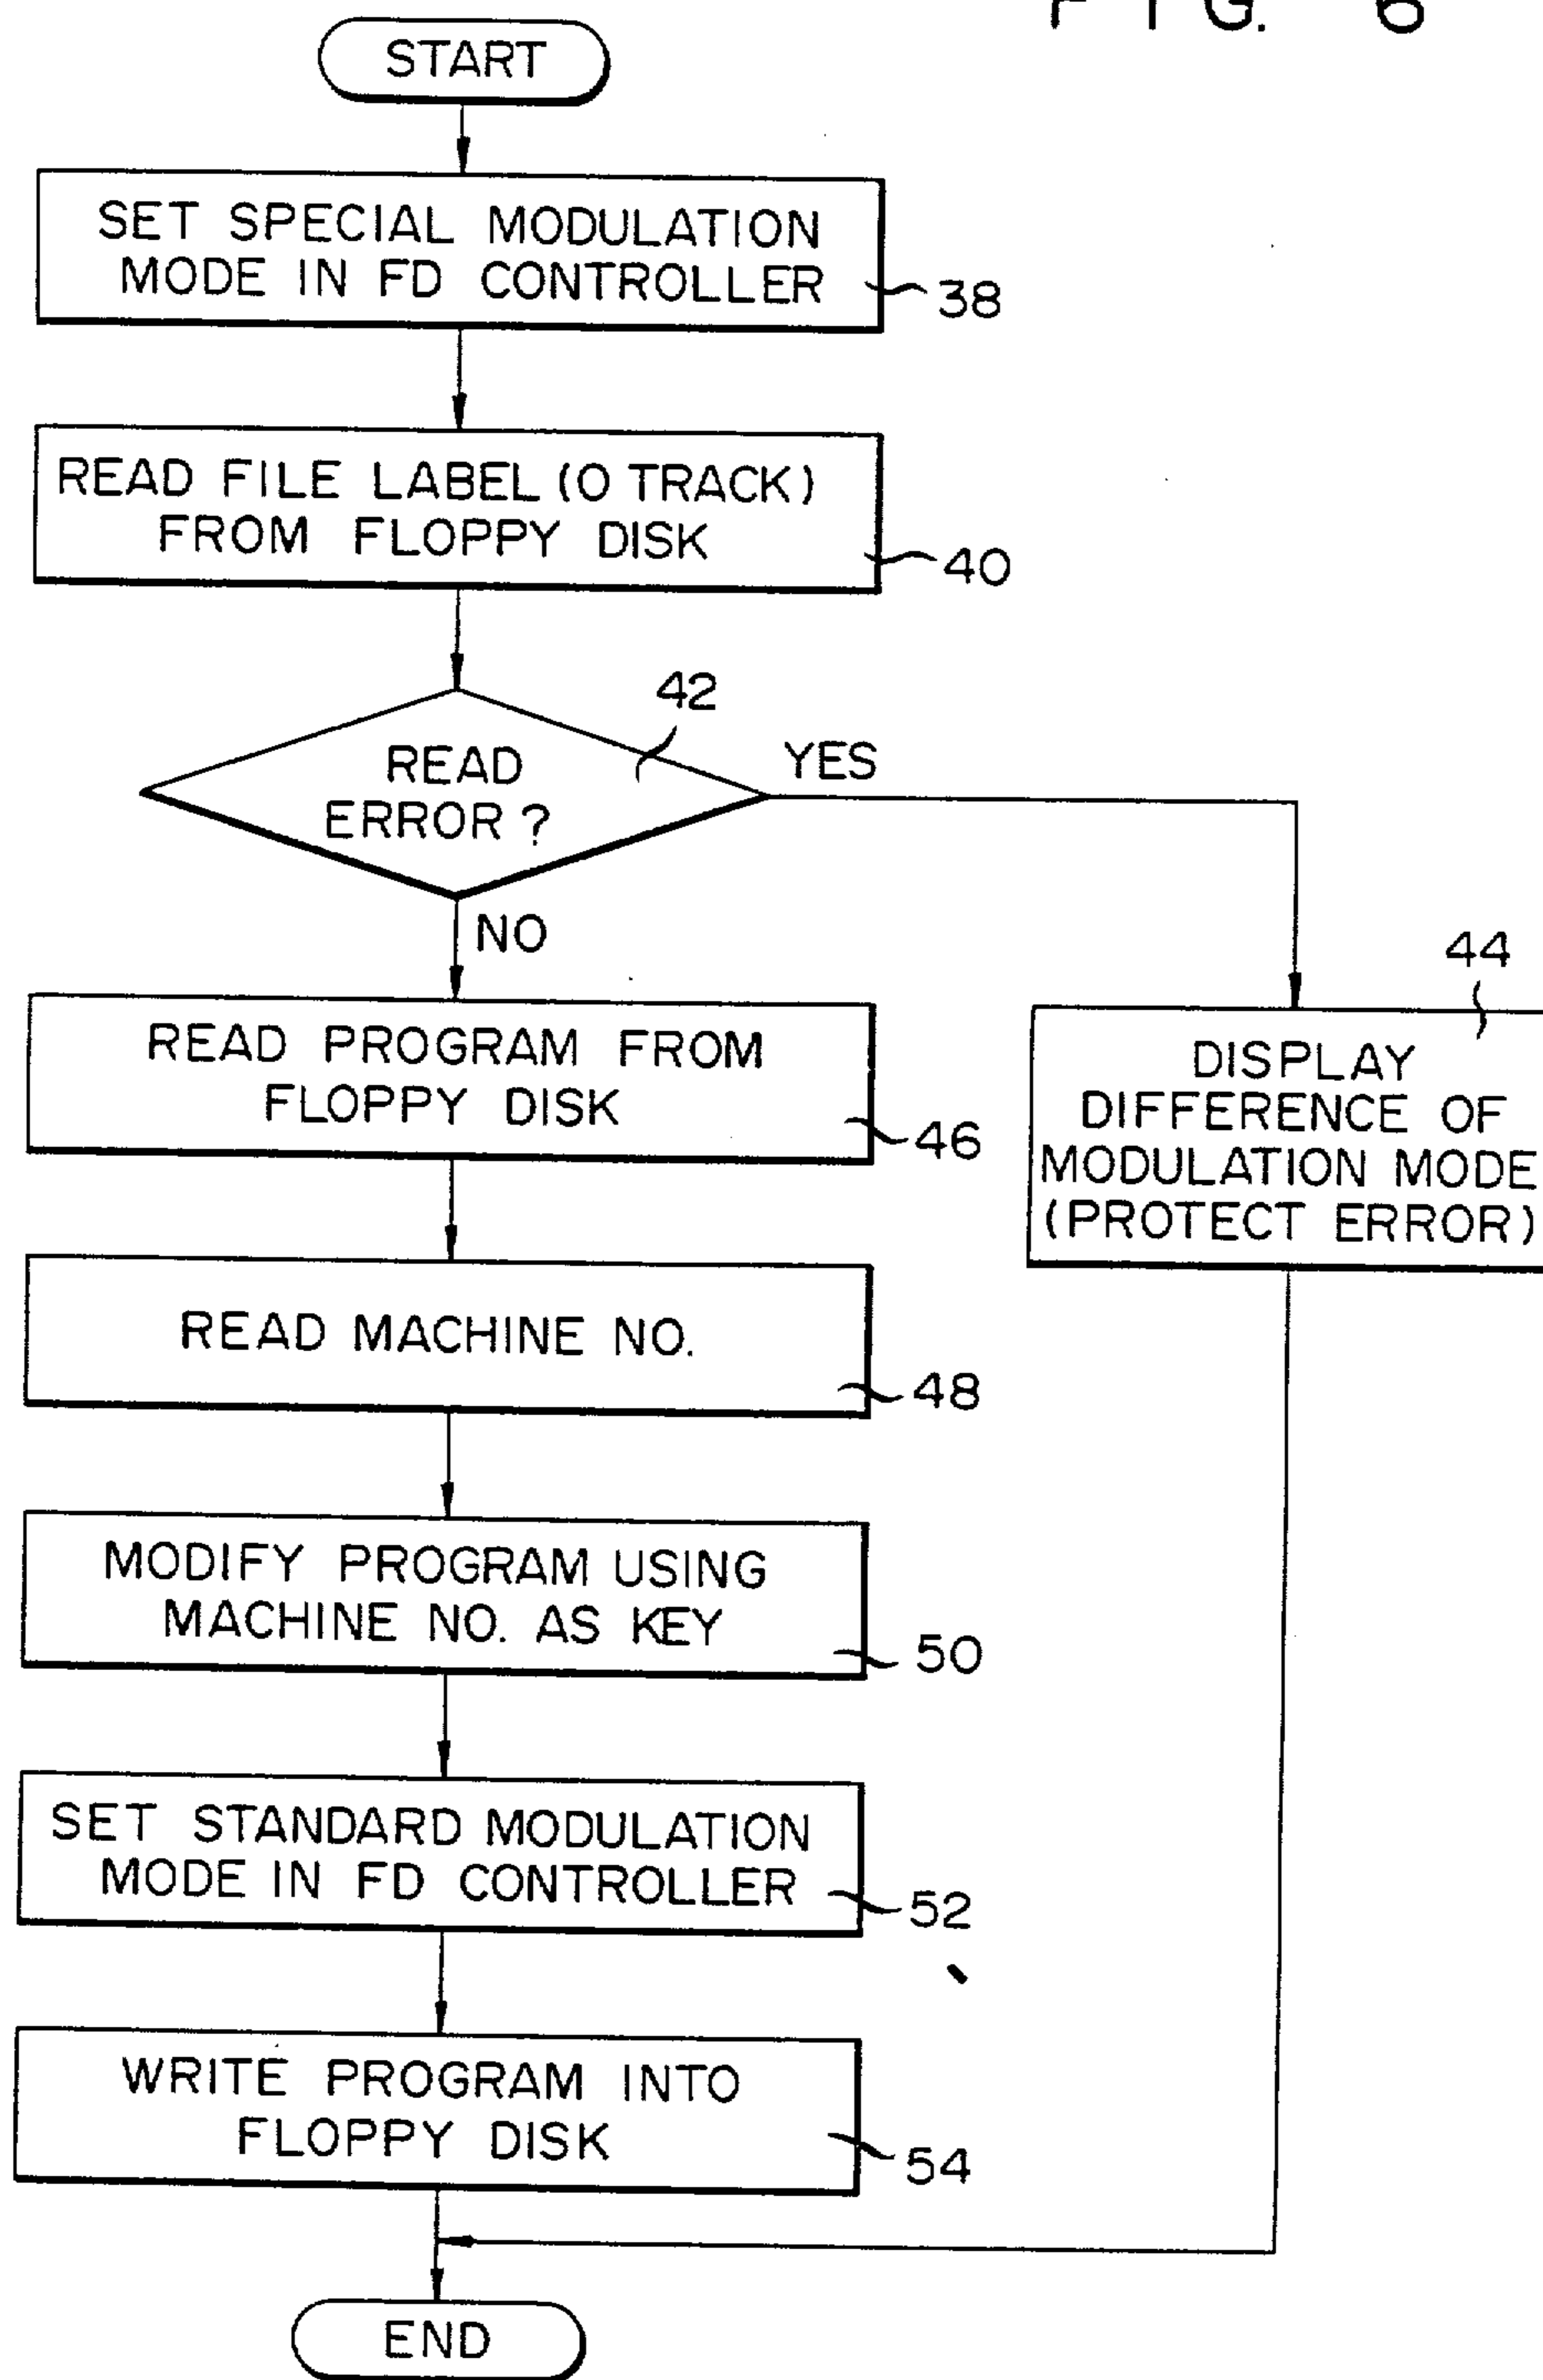 FIG. 6
START
SET SPECIAL MODULATION
MODE IN FD CONTROLLER
38
READ FILE LABEL (0 TRACK)
FROM FLOPPY DISK
40
42
READ
ERROR ?
YES
NO
44
DISPLAY
DIFFERENCE OF
MODULATION MODE
(PROTECT ERROR)
READ PROGRAM FROM
FLOPPY DISK
46
READ MACHINE NO.
48
MODIFY PROGRAM USING
MACHINE NO. AS KEY
50
SET STANDARD MODULATION
MODE IN FD CONTROLLER
52
WRITE PROGRAM INTO
FLOPPY DISK
54
END